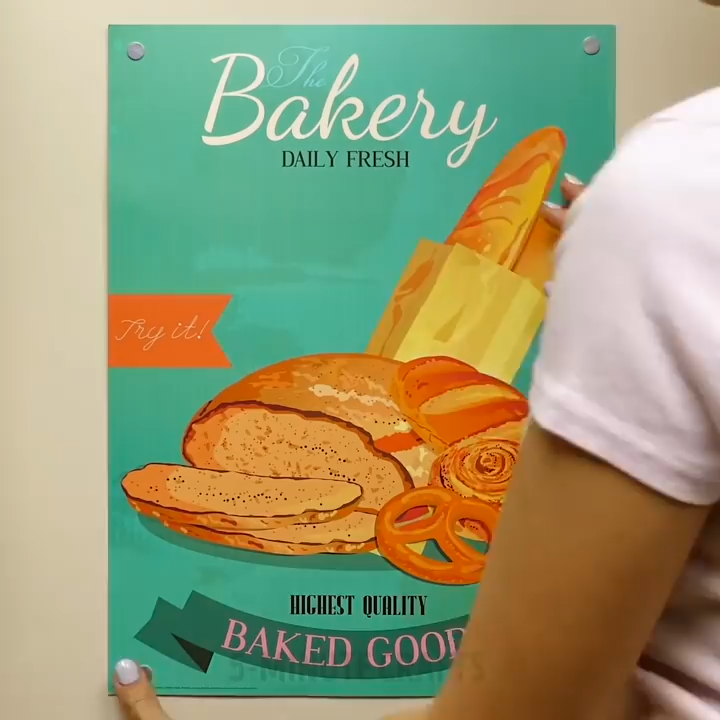 The
Bakery
DAILY FRESH
Try it!
HIGHEST QUALITY
BAKED GOOD